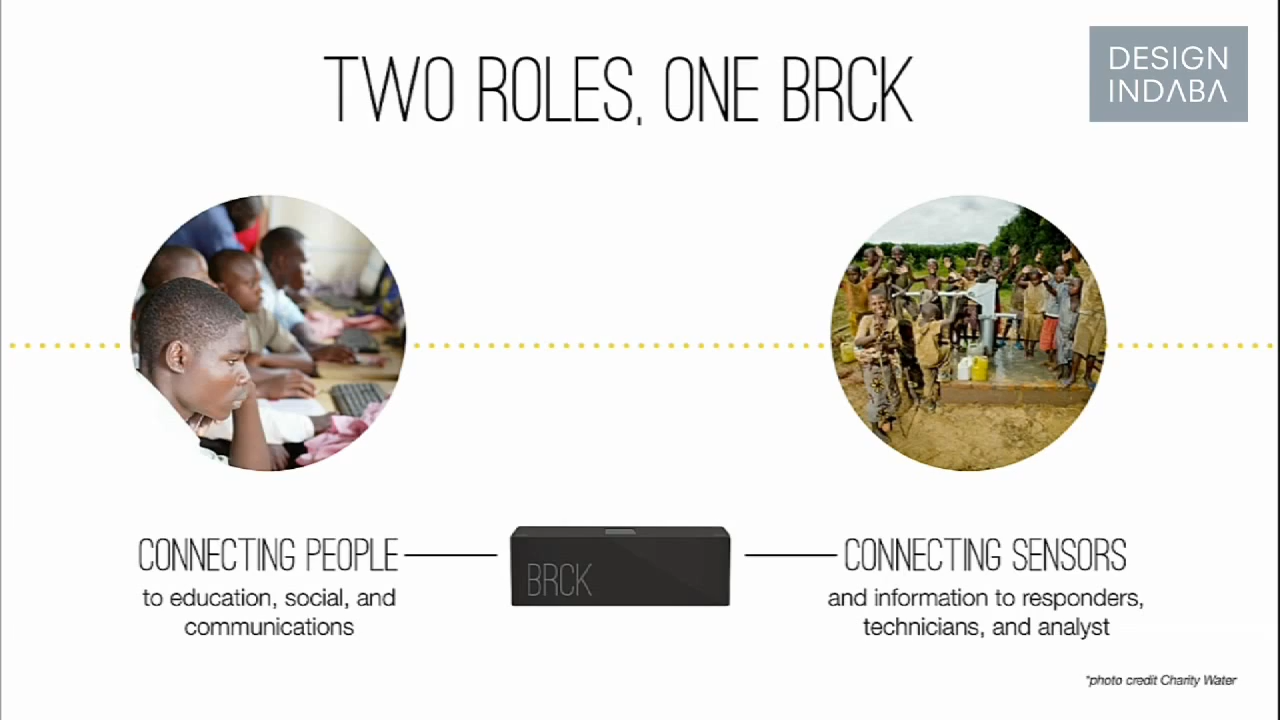 TWO ROLES, ONE BRCK
DESIGN
INDABA
CONNECTING PEOPLE
to education, social, and
communications
BRCK
CONNECTING SENSORS
and information to responders,
technicians, and analyst
*photo credit Charity Water